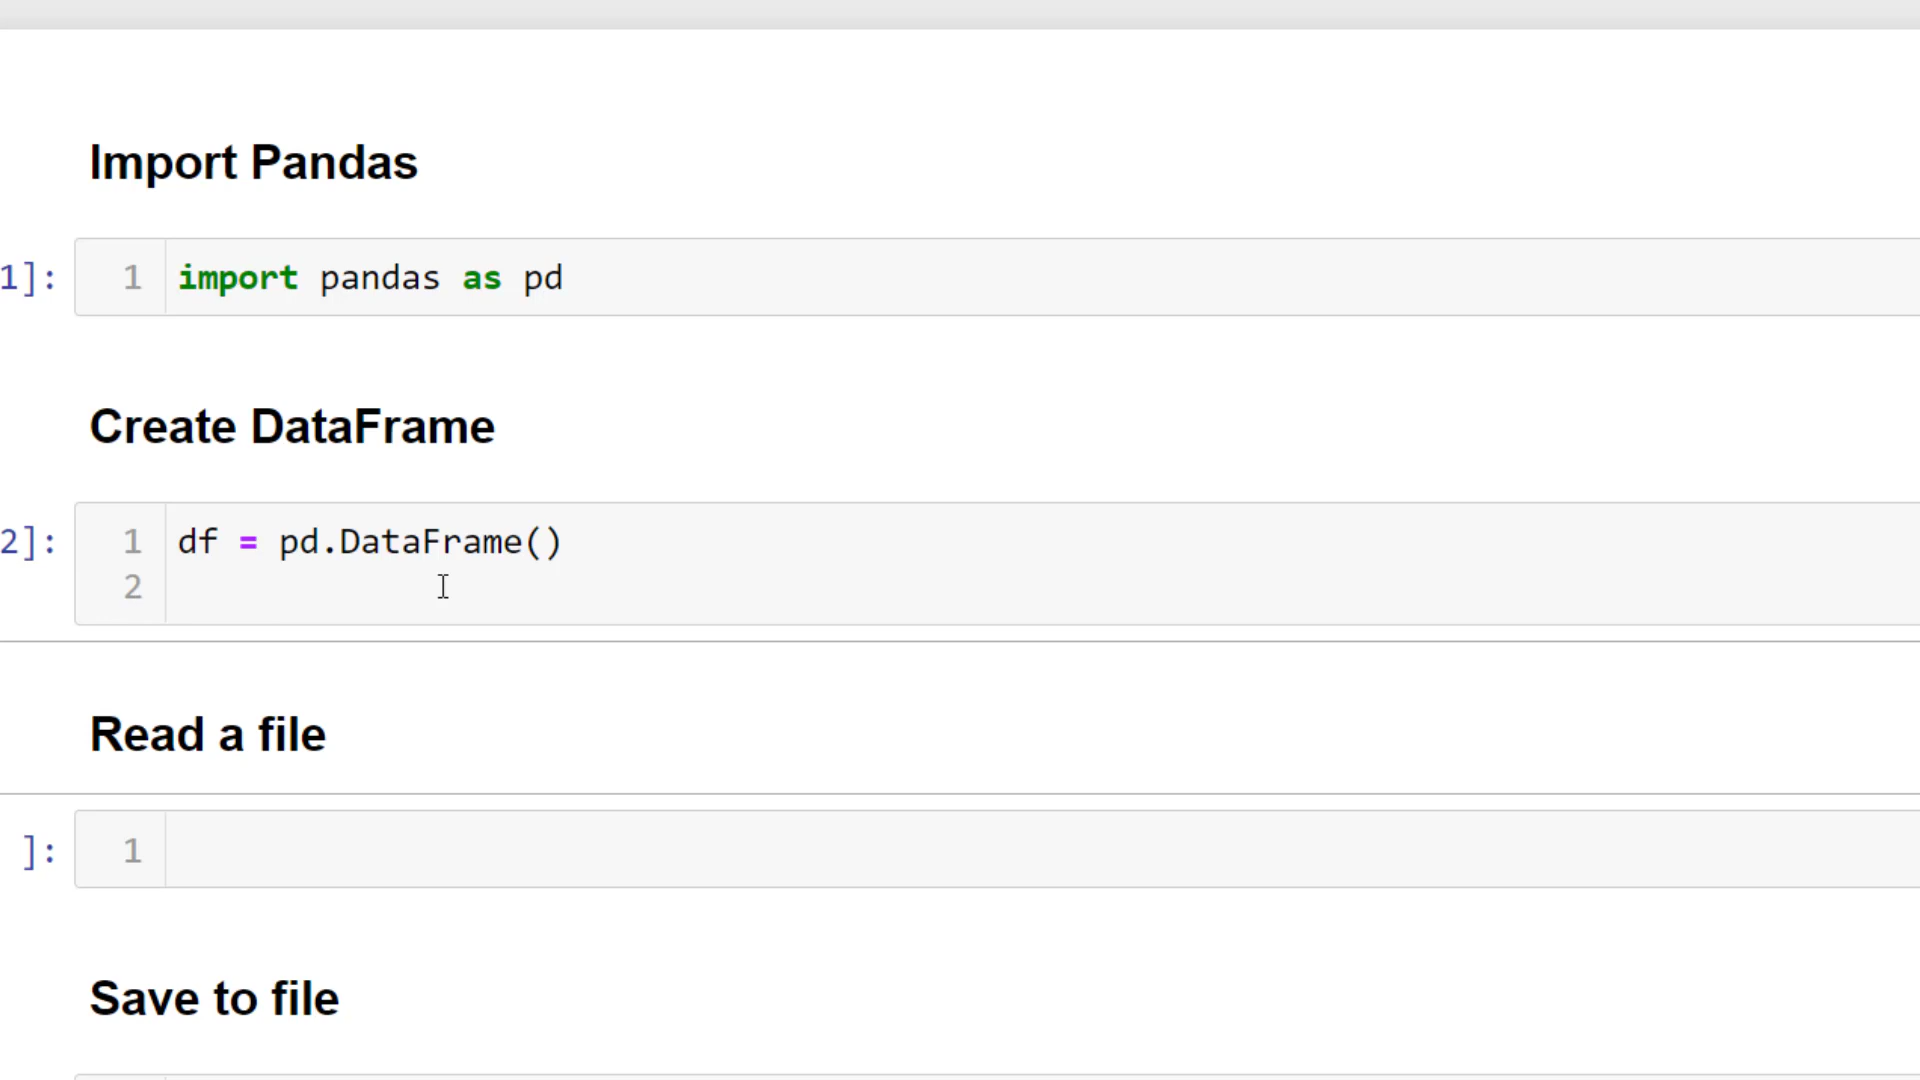 Import Pandas
1]: 1 import pandas as pd
Create DataFrame
2]: 1 df = pd.DataFrame()
2
Read a file
]: 1
Save to file